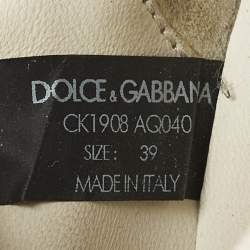 DOLCE & GABBANA
CK1908 AQ040
SIZE: 39
MADE IN ITALY